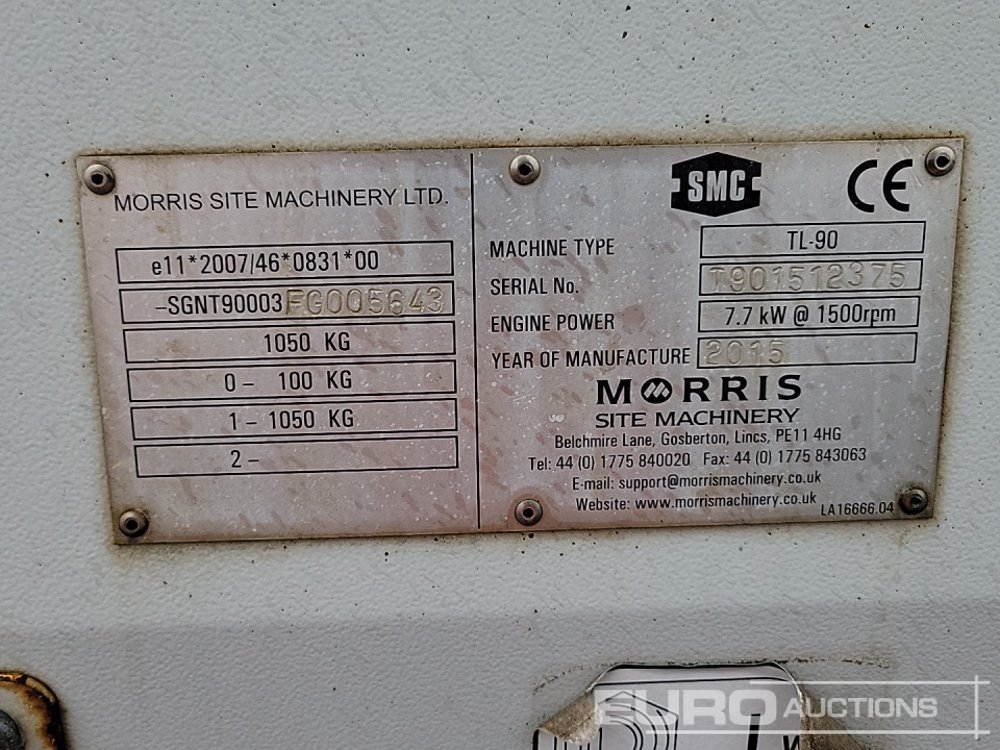 MORRIS SITE MACHINERY LTD.
e11*2007/46*0831*00
–SGNT90003FG005643
1050 KG
0 – 100 KG
1 – 1050 KG
2 –
SMC
CE
MACHINE TYPE TL-90
SERIAL No. T901512375
ENGINE POWER 7.7 kW @ 1500rpm
YEAR OF MANUFACTURE 2015
MORRIS
SITE MACHINERY
Belchmire Lane, Gosberton, Lincs, PE11 4HG
Tel: 44 (0) 1775 840020 Fax: 44 (0) 1775 843063
E-mail: support@morrismachinery.co.uk
Website: www.morrismachinery.co.uk
LA16666.04
EURO AUCTIONS